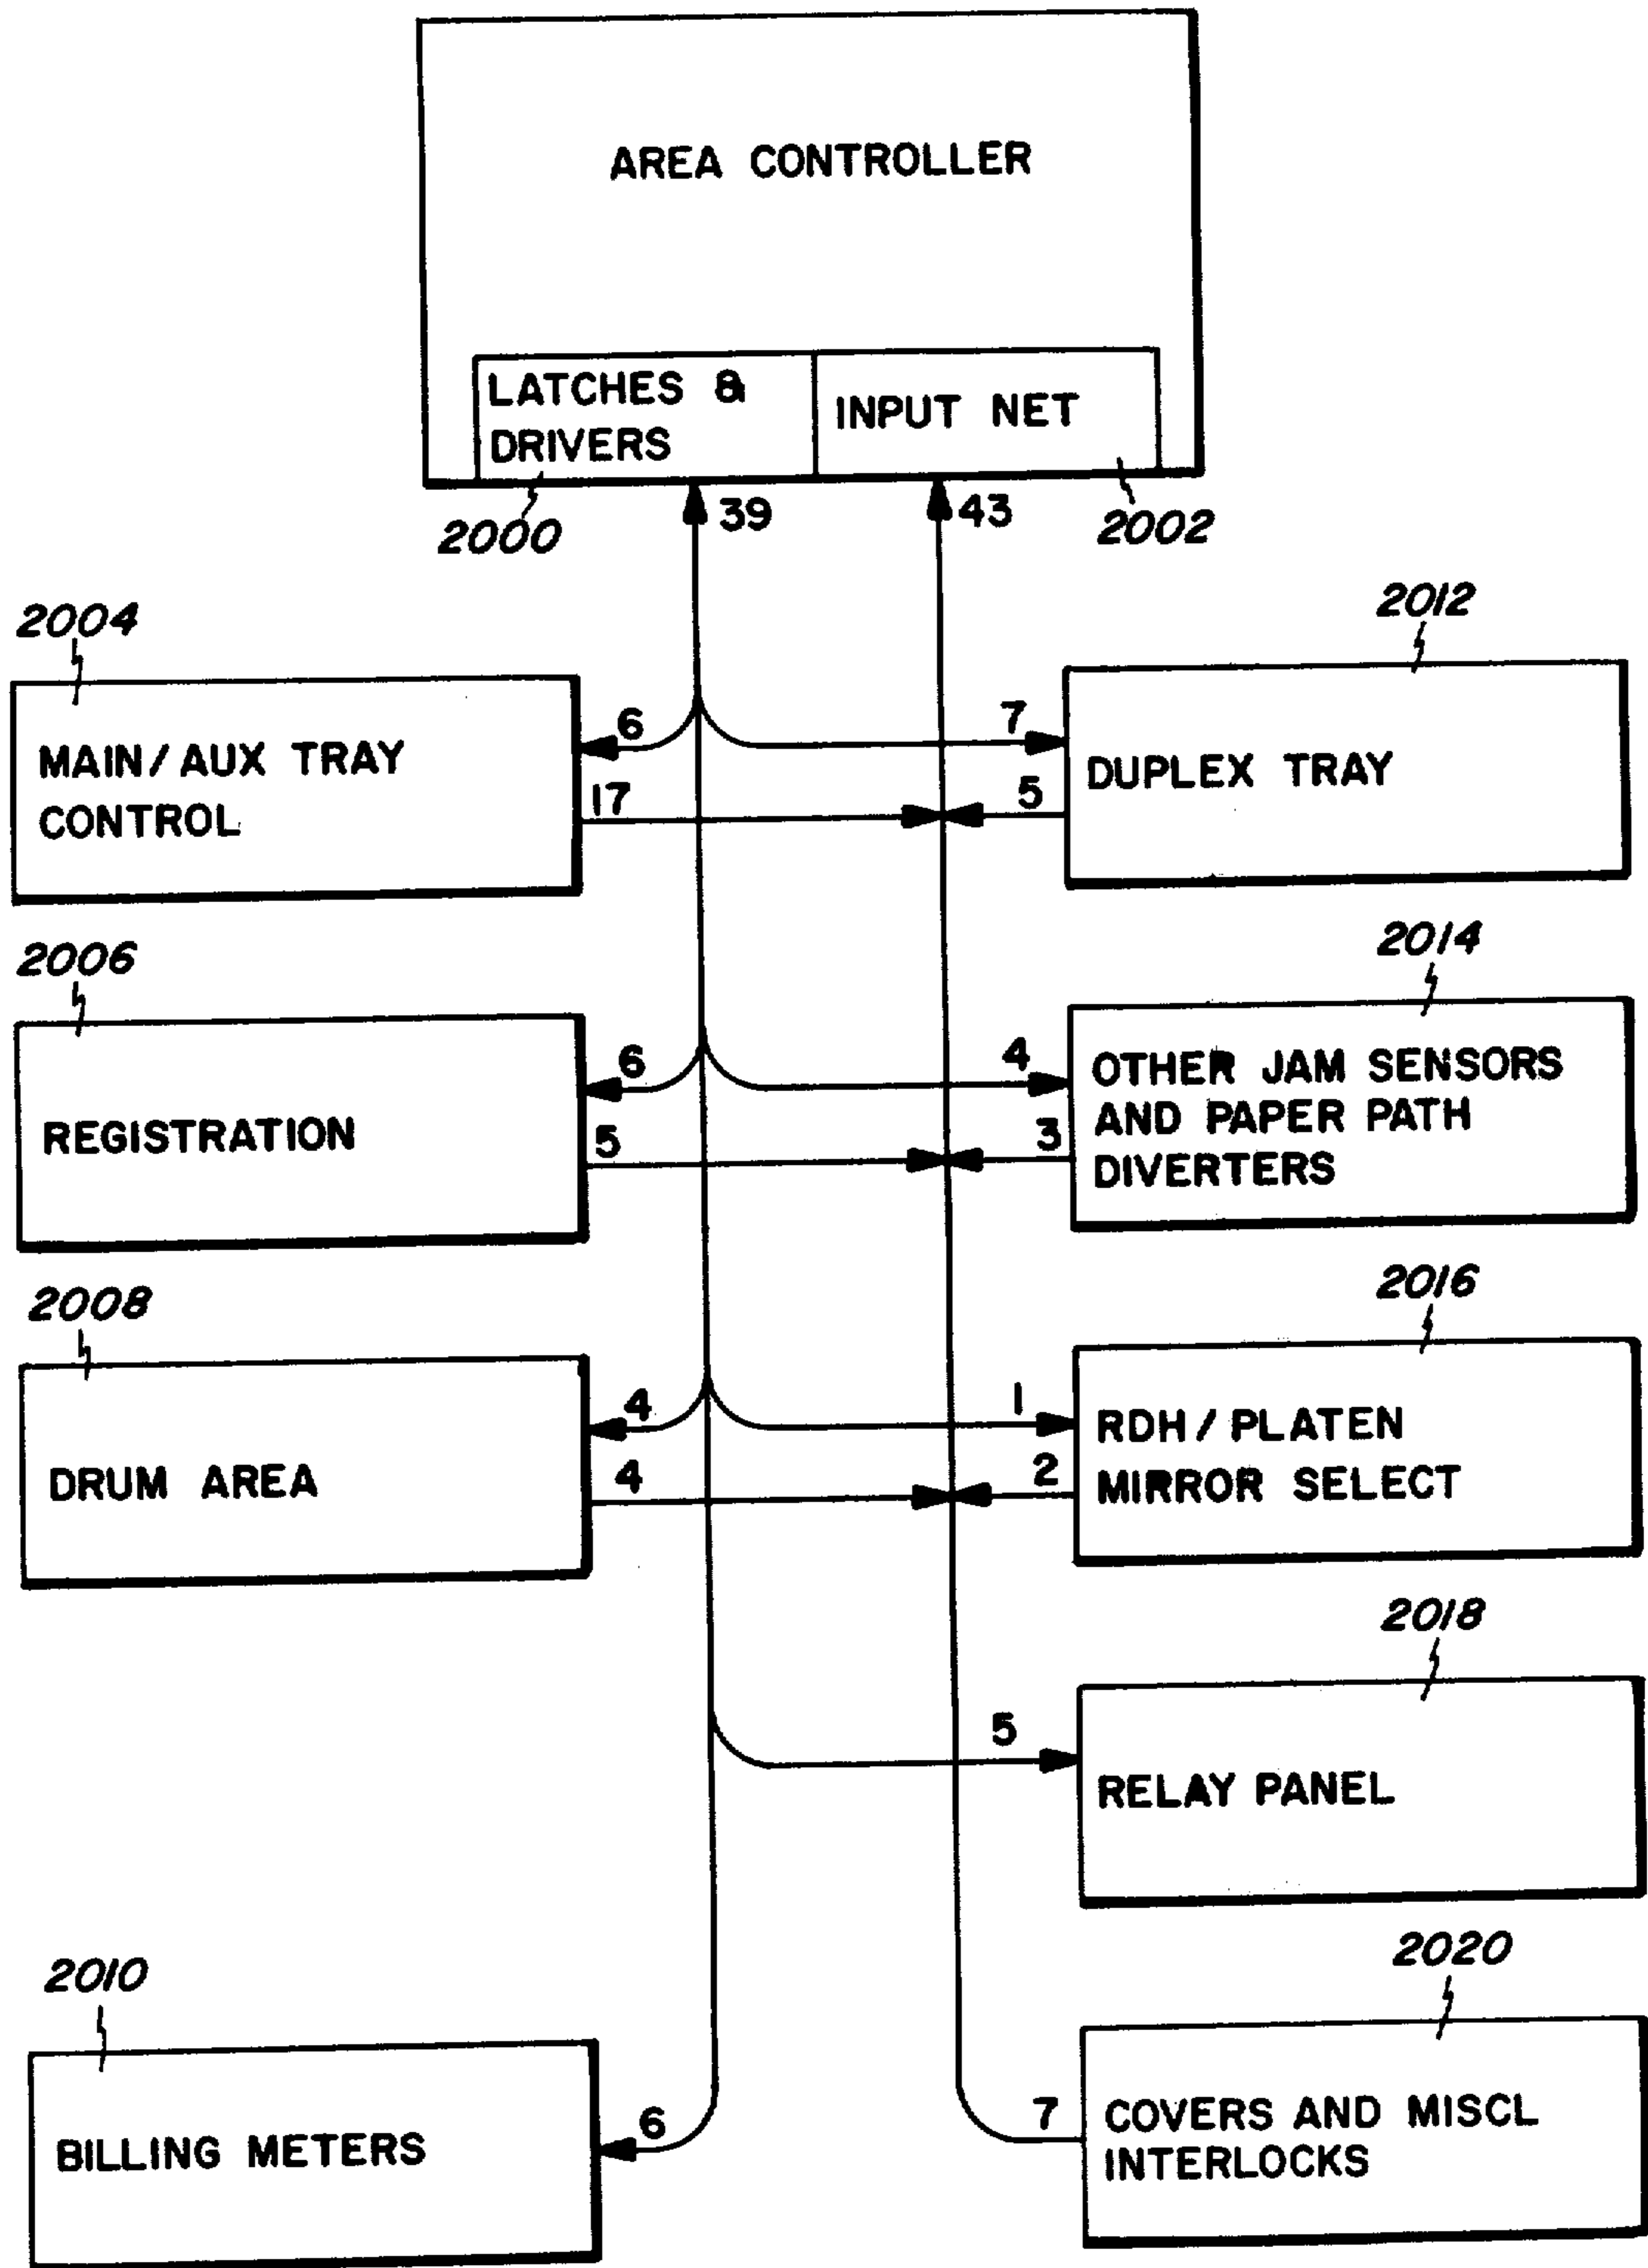 AREA CONTROLLER
LATCHES &
DRIVERS
INPUT NET
2000
39
43
2002
2004
2012
MAIN/AUX TRAY
CONTROL
6
7
17
5
DUPLEX TRAY
2006
2014
REGISTRATION
6
4
5
3
OTHER JAM SENSORS
AND PAPER PATH
DIVERTERS
2008
2016
DRUM AREA
4
1
4
2
RDH/PLATEN
MIRROR SELECT
2018
5
RELAY PANEL
2010
2020
BILLING METERS
6
7
COVERS AND MISCL
INTERLOCKS